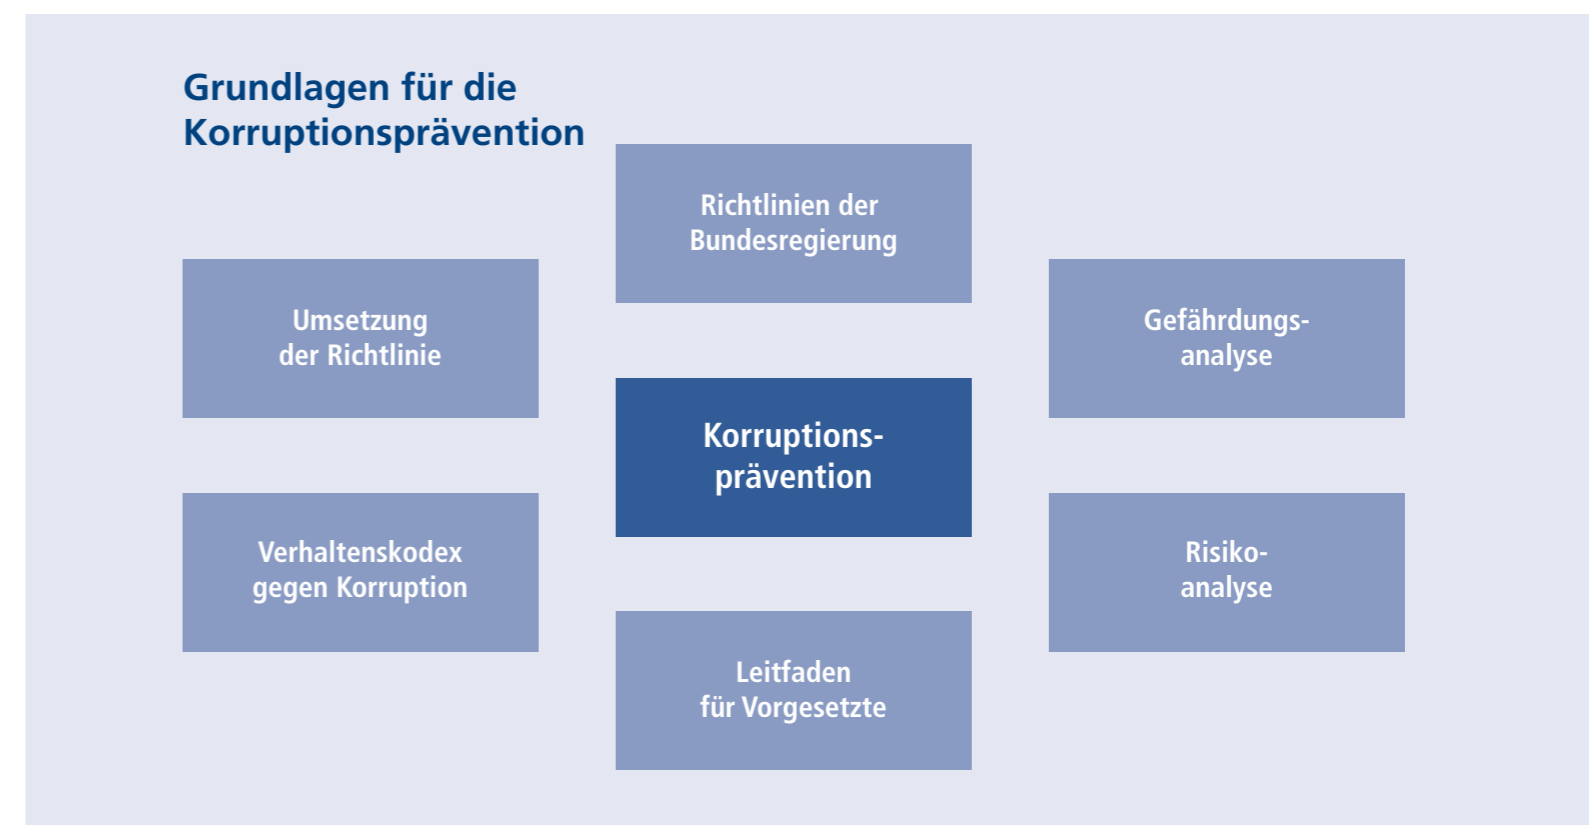 Grundlagen für die
Korruptionsprävention
Richtlinien der
Bundesregierung
Umsetzung
der Richtlinie
Gefährdungs-
analyse
Korruptions-
prävention
Verhaltenskodex
gegen Korruption
Risiko-
analyse
Leitfaden
für Vorgesetzte